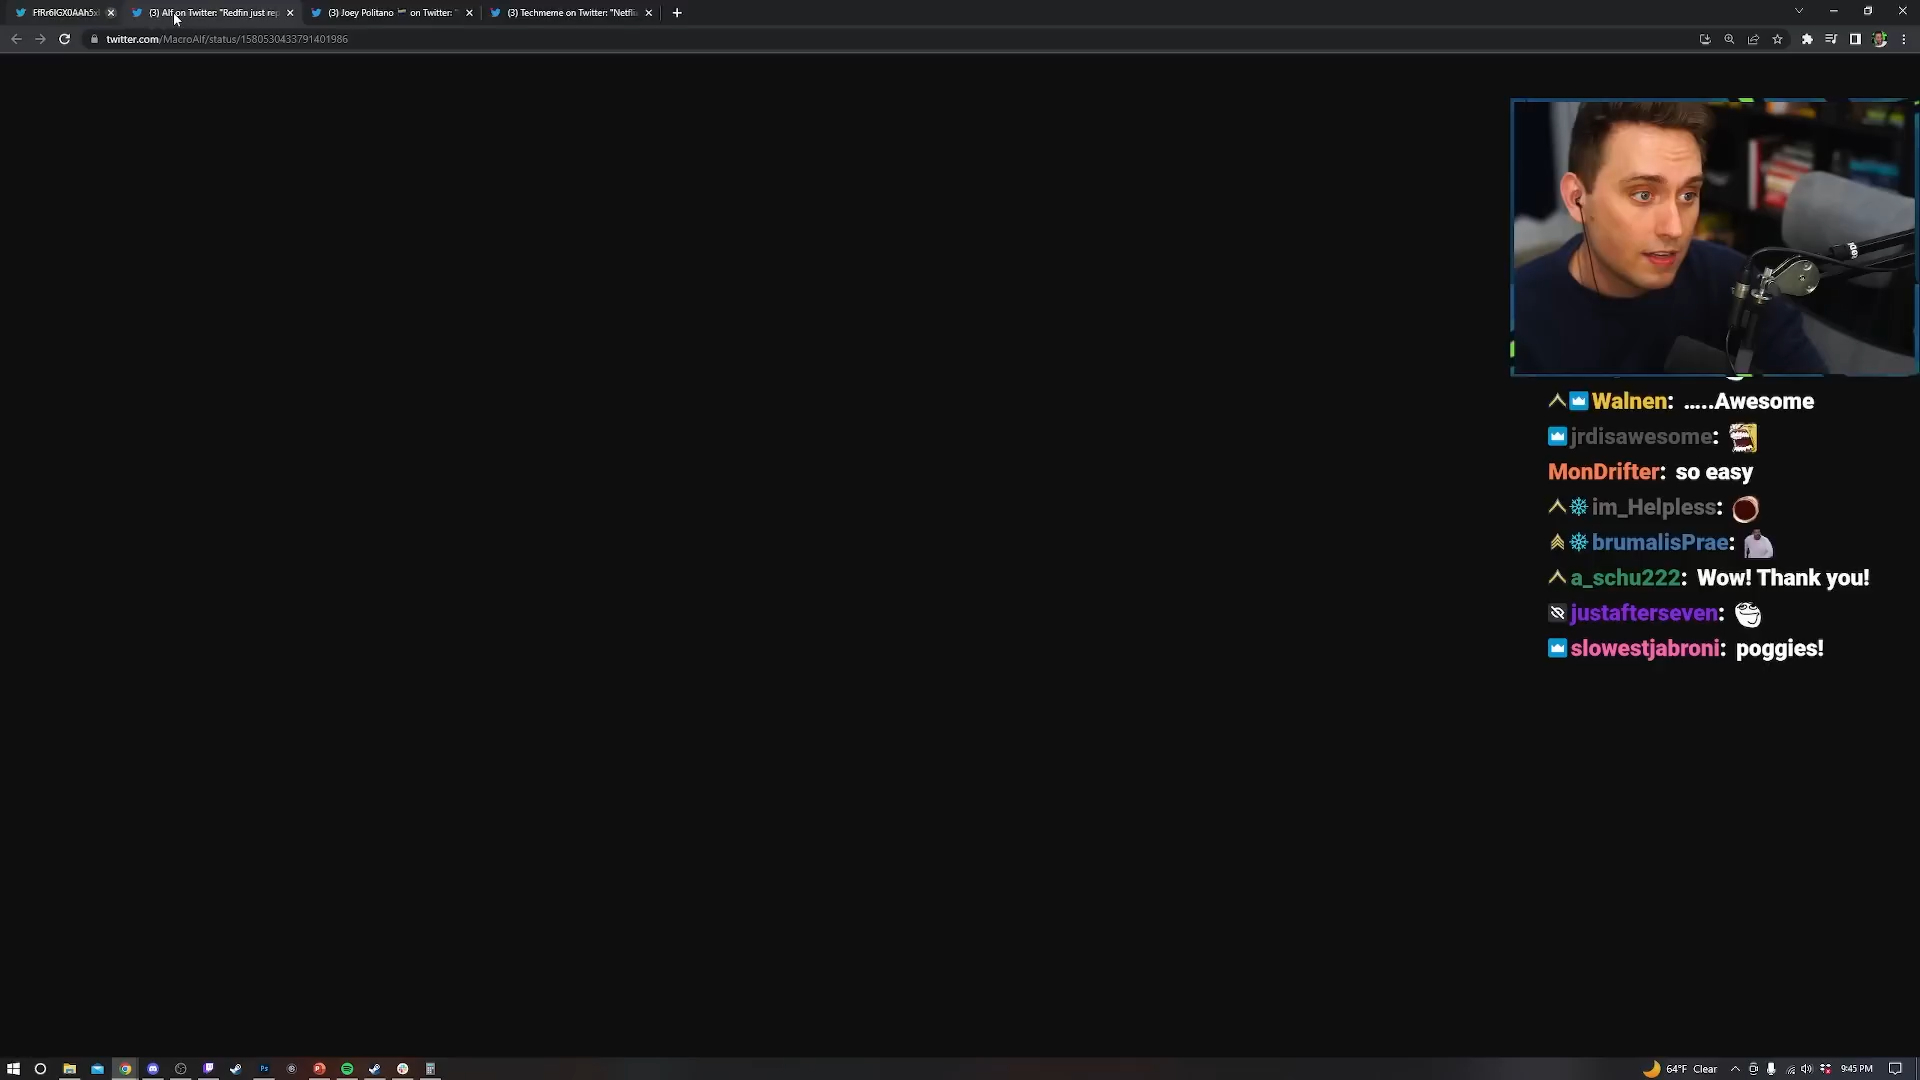 FfRr6IGX0AAh5x
(3) Alf on Twitter: "Redfin just re
(3) Joey Politano on Twitter: "
(3) Techmeme on Twitter: "Netfli
twitter.com/MacroAlf/status/1580530433791401986
Walnen: .....Awesome
jrdisawesome:
MonDrifter: so easy
im_Helpless:
brumalisPrae:
a_schu222: Wow! Thank you!
justafterseven:
slowestjabroni: poggies!
64°F Clear
9:45 PM